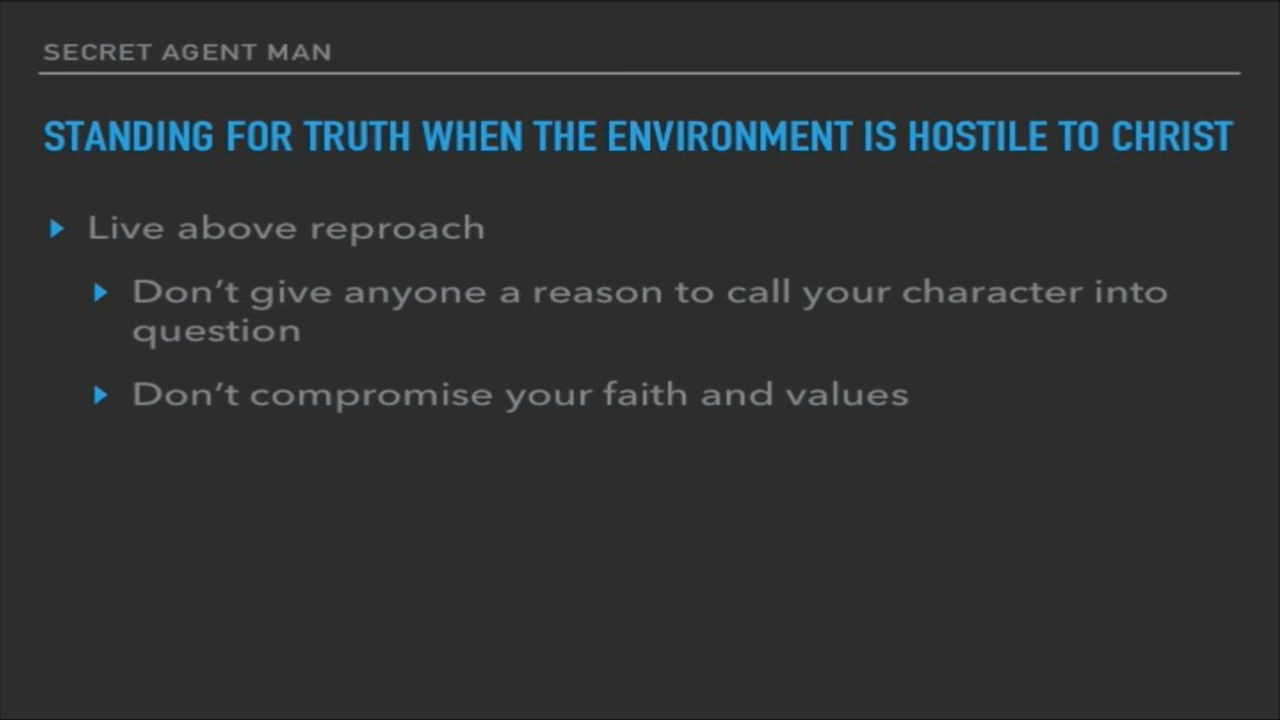 SECRET AGENT MAN
STANDING FOR TRUTH WHEN THE ENVIRONMENT IS HOSTILE TO CHRIST
Live above reproach
Don’t give anyone a reason to call your character into
question
Don’t compromise your faith and values